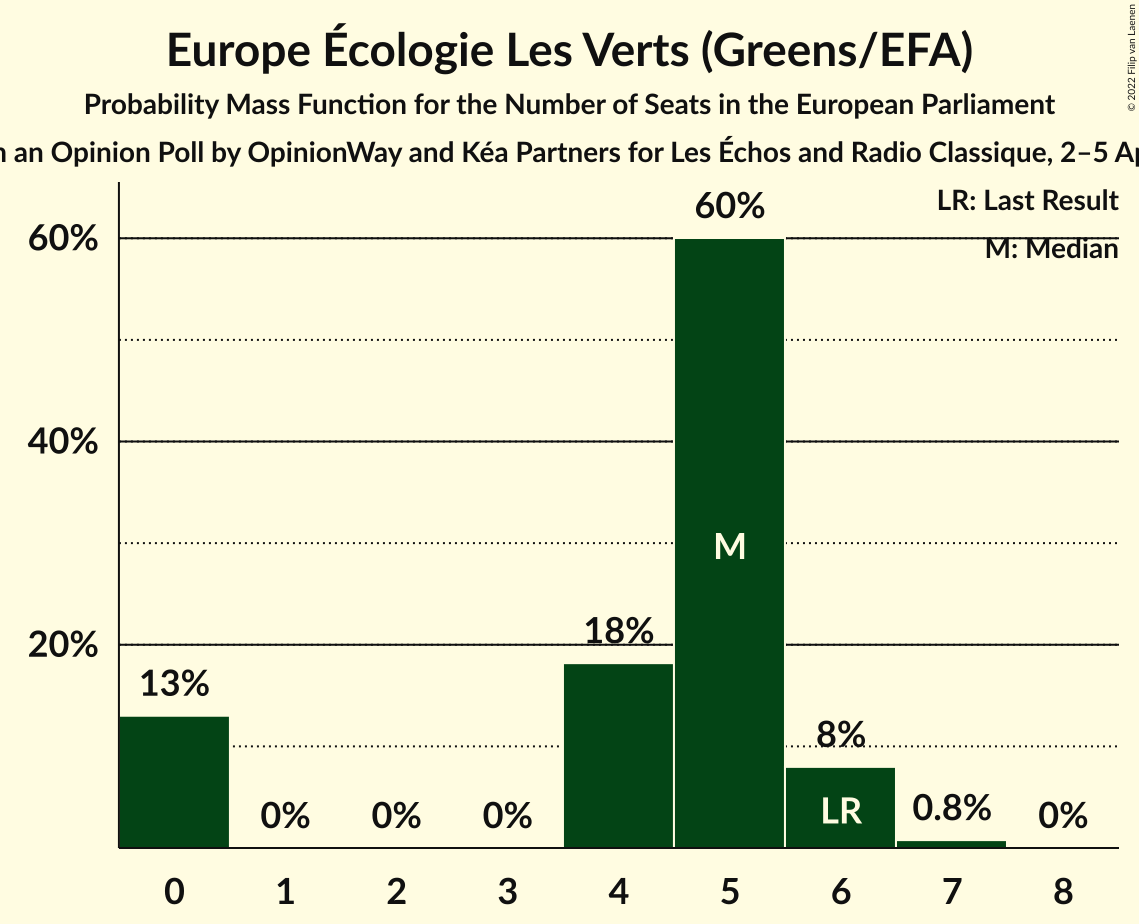 Europe Écologie Les Verts (Greens/EFA)
Probability Mass Function for the Number of Seats in the European Parliament
an Opinion Poll by OpinionWay and Kéa Partners for Les Échos and Radio Classique, 2–5
© 2022 Filip van Laenen
LR: Last Result
M: Median
60%
40%
20%
13%
0%
0%
0%
18%
60%
8%
0.8%
0%
M
LR
0 1 2 3 4 5 6 7 8